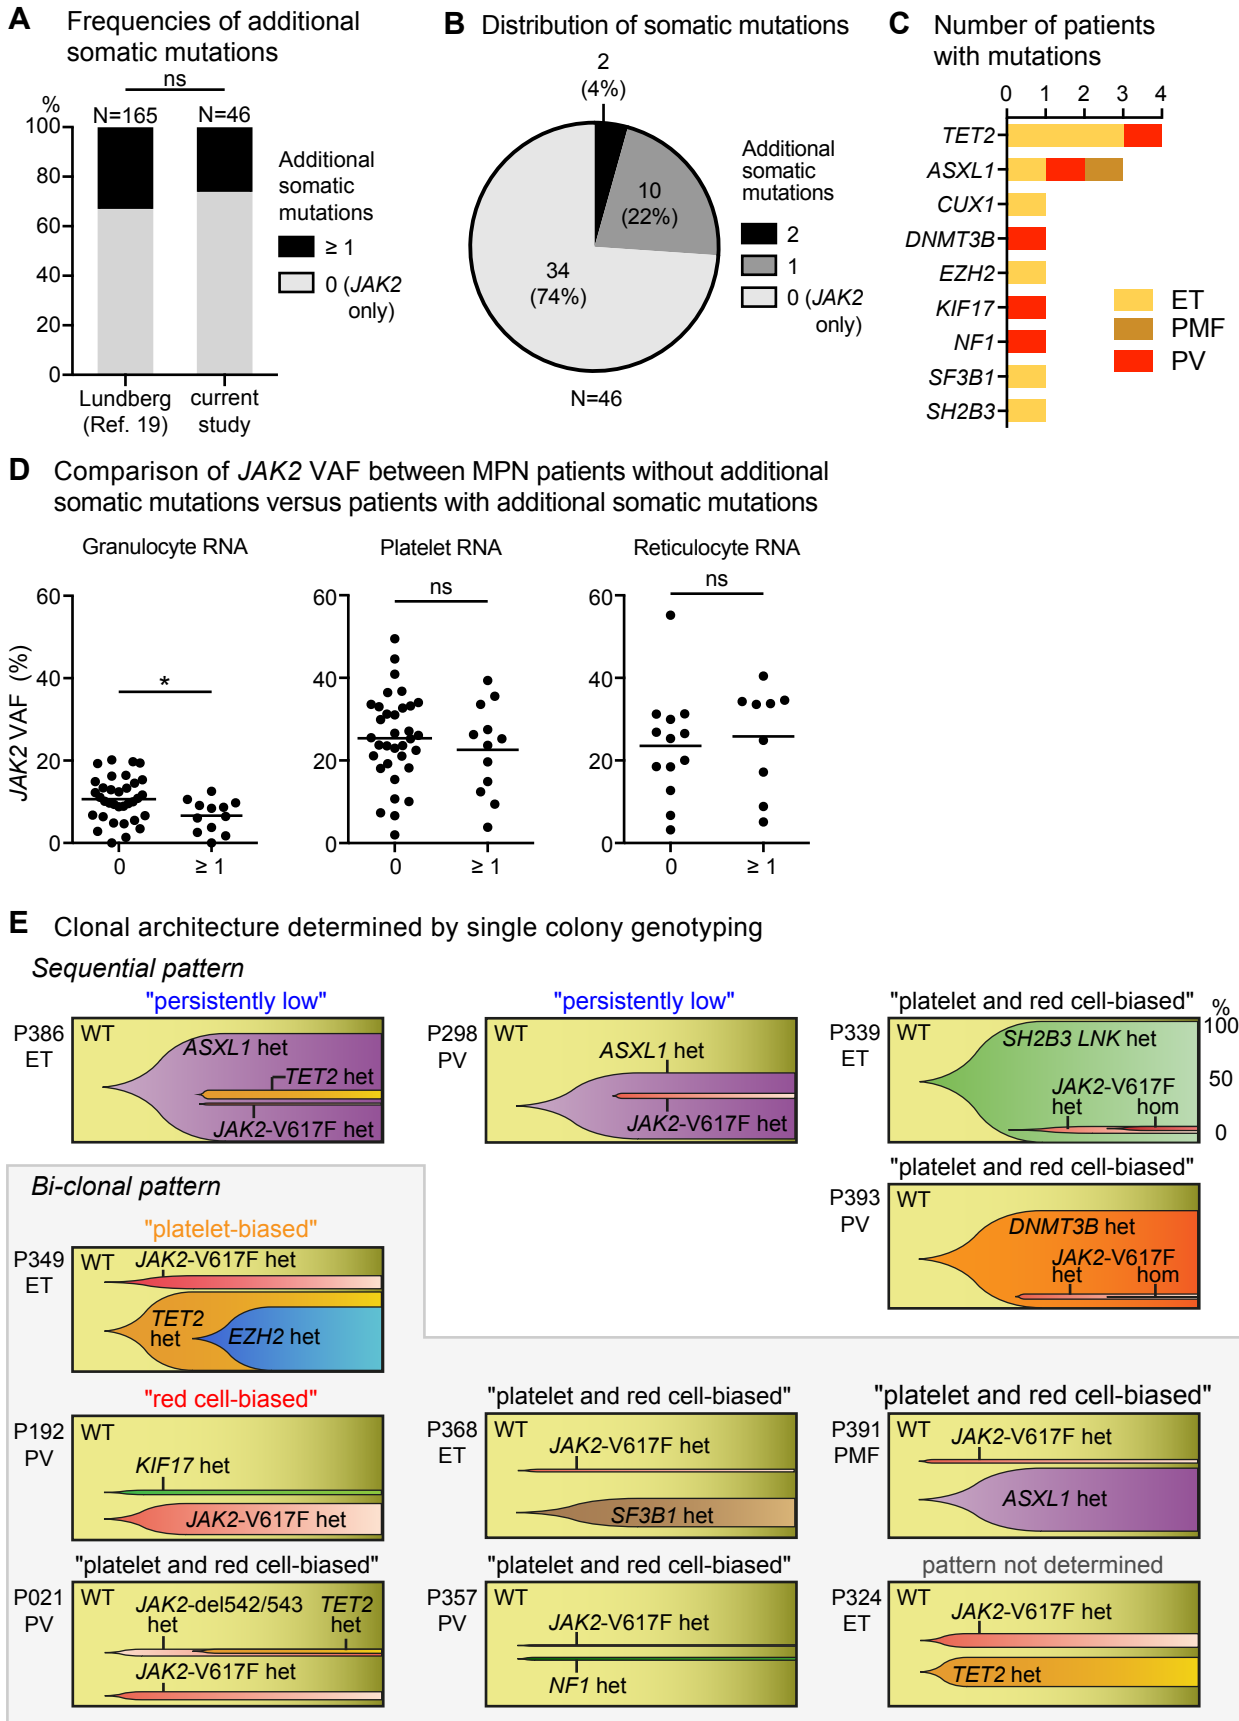 A Frequencies of additional
somatic mutations
ns
%
N=165 N=46
100
80
60
40
20
0
Lundberg
(Ref. 19)
current
study
Additional
somatic
mutations
≥ 1
0 (JAK2
only)
B Distribution of somatic mutations
2
(4%)
10
(22%)
34
(74%)
N=46
Additional
somatic
mutations
2
1
0 (JAK2
only)
C Number of patients
with mutations
0 1 2 3 4
TET2
ASXL1
CUX1
DNMT3B
EZH2
KIF17
NF1
SF3B1
SH2B3
ET
PMF
PV
D Comparison of JAK2 VAF between MPN patients without additional
somatic mutations versus patients with additional somatic mutations
Granulocyte RNA
JAK2 VAF (%)
60
40
20
0
*
0 ≥ 1
Platelet RNA
60
40
20
0
ns
0 ≥ 1
Reticulocyte RNA
60
40
20
0
ns
0 ≥ 1
E Clonal architecture determined by single colony genotyping
Sequential pattern
"persistently low"
P386
ET
WT
ASXL1 het
TET2 het
JAK2-V617F het
"persistently low"
P298
PV
WT
ASXL1 het
JAK2-V617F het
"platelet and red cell-biased"
P339
ET
WT
SH2B3 LNK het
JAK2-V617F
het hom
%
100
50
0
"platelet and red cell-biased"
P393
PV
WT
DNMT3B het
JAK2-V617F
het hom
Bi-clonal pattern
"platelet-biased"
P349
ET
WT
JAK2-V617F het
TET2
het
EZH2 het
"red cell-biased"
P192
PV
WT
KIF17 het
JAK2-V617F het
"platelet and red cell-biased"
P368
ET
WT
JAK2-V617F het
SF3B1 het
"platelet and red cell-biased"
P391
PMF
WT
JAK2-V617F het
ASXL1 het
"platelet and red cell-biased"
P021
PV
WT
JAK2-del542/543
het
TET2
het
JAK2-V617F het
"platelet and red cell-biased"
P357
PV
WT
JAK2-V617F het
NF1 het
pattern not determined
P324
ET
WT
JAK2-V617F het
TET2 het